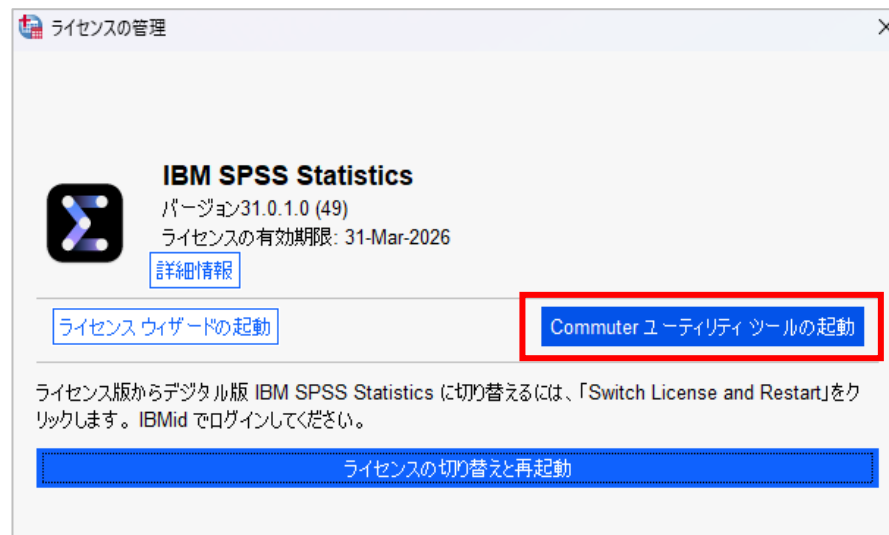 ライセンスの管理
IBM SPSS Statistics
バージョン31.0.1.0 (49)
ライセンスの有効期限: 31-Mar-2026
詳細情報
ライセンス ウィザードの起動
Commuter ユーティリティ ツールの起動
ライセンス版からデジタル版 IBM SPSS Statistics に切り替えるには、「Switch License and Restart」をク
リックします。IBMid でログインしてください。
ライセンスの切り替えと再起動